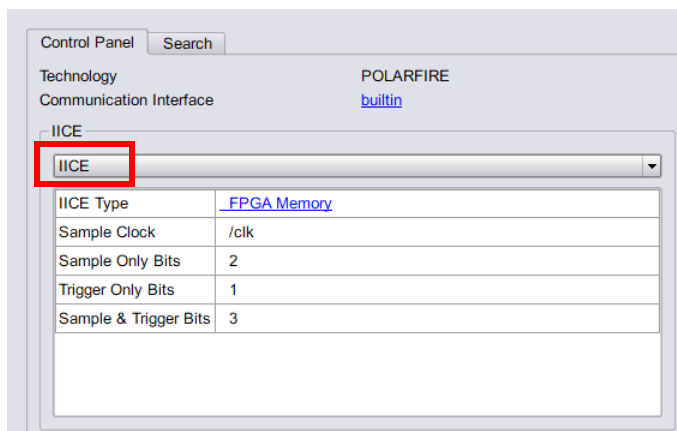 Control Panel Search
Technology POLARFIRE
Communication Interface builtin
IICE
IICE
IICE Type FPGA Memory
Sample Clock /clk
Sample Only Bits 2
Trigger Only Bits 1
Sample & Trigger Bits 3